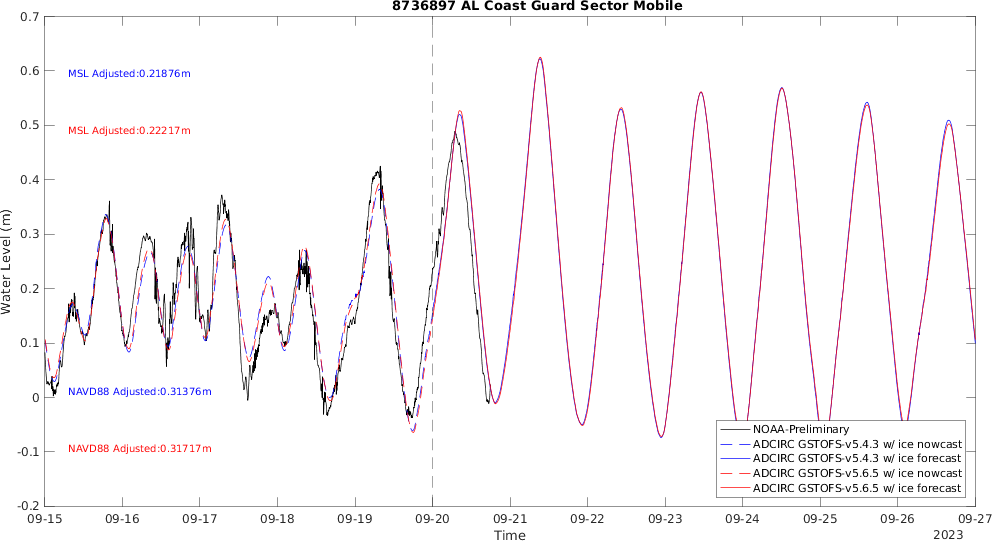 8736897 AL Coast Guard Sector Mobile
0.7
0.6
0.5
0.4
0.3
0.2
0.1
0
-0.1
-0.2
Water Level (m)
MSL Adjusted:0.21876m
MSL Adjusted:0.22217m
NAVD88 Adjusted:0.31376m
NAVD88 Adjusted:0.31717m
NOAA-Preliminary
ADCIRC GSTOFS-v5.4.3 w/ ice nowcast
ADCIRC GSTOFS-v5.4.3 w/ ice forecast
ADCIRC GSTOFS-v5.6.5 w/ ice nowcast
ADCIRC GSTOFS-v5.6.5 w/ ice forecast
09-15 09-16 09-17 09-18 09-19 09-20 09-21 09-22 09-23 09-24 09-25 09-26 09-27
Time
2023